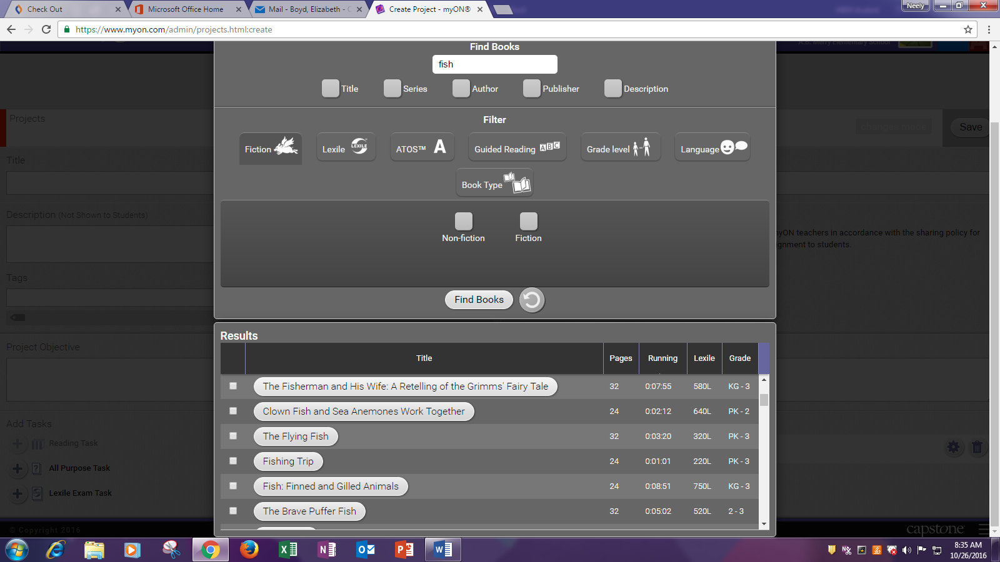 Check Out
Microsoft Office Home
Mail - Boyd, Elizabeth - C
Create Project - myON®
Neely
https://www.myon.com/admin/projects.html:create
A.B. Merry Elementary School
Find Books
fish
Title Series Author Publisher Description
Projects
Save
Filter
Fiction Lexile LEXILE ATOS™ A Guided Reading ABC Grade level Language
Book Type
Title
Description (Not Shown to Students)
Non-fiction Fiction
myON teachers in accordance with the sharing policy for
gnment to students.
Tags
Find Books
Project Objective
Results
Title Pages Running Lexile Grade
The Fisherman and His Wife: A Retelling of the Grimms' Fairy Tale 32 0:07:55 580L KG - 3
Clown Fish and Sea Anemones Work Together 24 0:02:12 640L PK - 2
The Flying Fish 32 0:03:20 320L PK - 3
Fishing Trip 24 0:01:01 220L PK - 3
Fish: Finned and Gilled Animals 24 0:08:51 750L KG - 3
The Brave Puffer Fish 32 0:05:02 520L 2 - 3
Add Tasks
Reading Task
All Purpose Task
Lexile Exam Task
© Copyright 2016
capstone
8:35 AM
10/26/2016